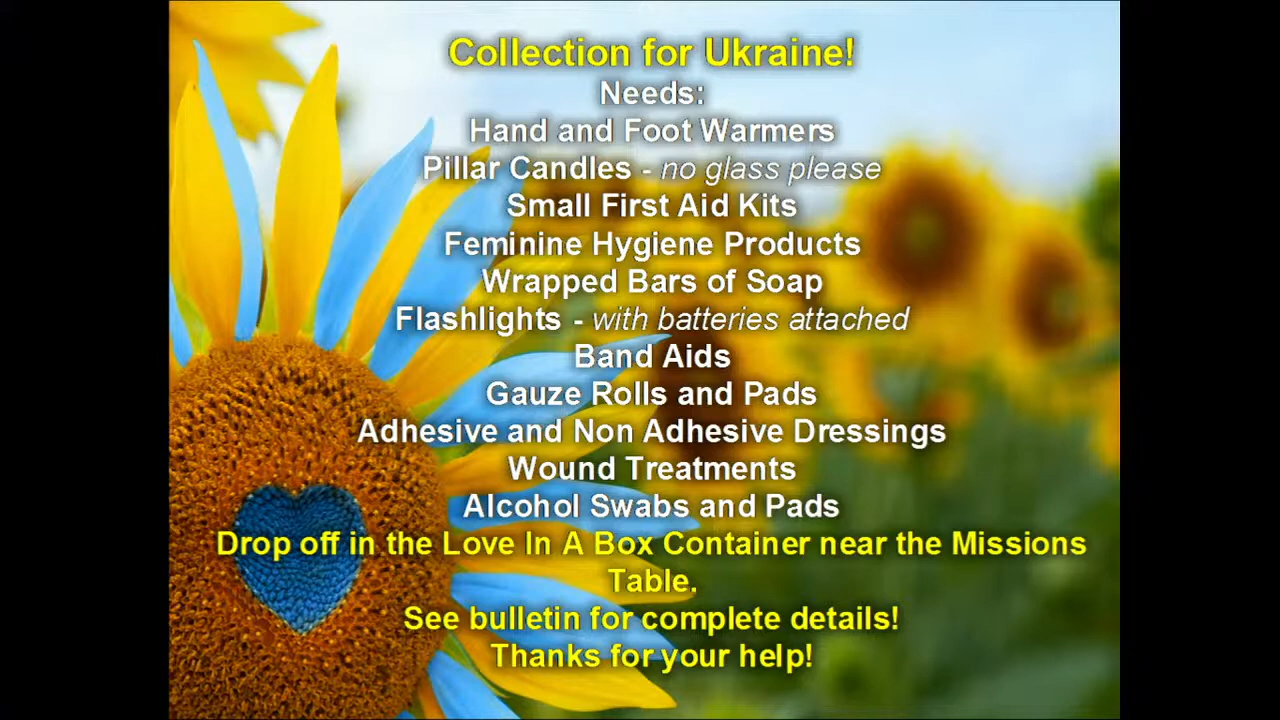 Collection for Ukraine!
Needs:
Hand and Foot Warmers
Pillar Candles - no glass please
Small First Aid Kits
Feminine Hygiene Products
Wrapped Bars of Soap
Flashlights - with batteries attached
Band Aids
Gauze Rolls and Pads
Adhesive and Non Adhesive Dressings
Wound Treatments
Alcohol Swabs and Pads
Drop off in the Love In A Box Container near the Missions
Table.
See bulletin for complete details!
Thanks for your help!